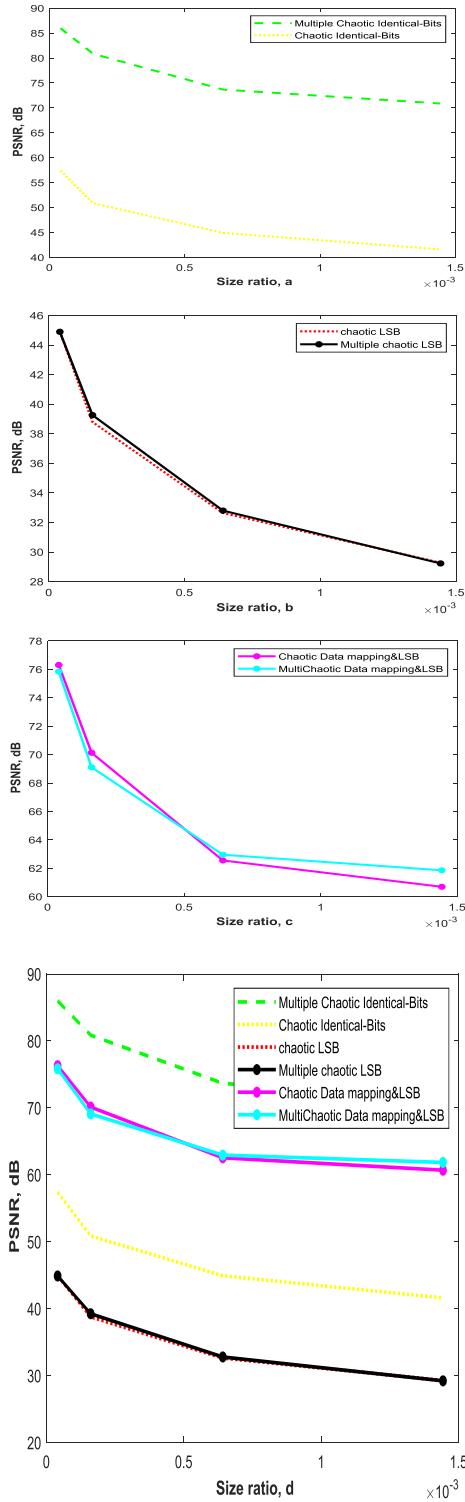 90
85
80
75
70
65
60
55
50
45
40
PSNR, dB
Multiple Chaotic Identical-Bits
Chaotic Identical-Bits
0
0.5
1
1.5
Size ratio, a
×10⁻³
46
44
42
40
38
36
34
32
30
28
PSNR, dB
chaotic LSB
Multiple chaotic LSB
0
0.5
1
1.5
Size ratio, b
×10⁻³
78
76
74
72
70
68
66
64
62
60
PSNR, dB
Chaotic Data mapping&LSB
MultiChaotic Data mapping&LSB
0
0.5
1
1.5
Size ratio, c
×10⁻³
90
80
70
60
50
40
30
20
PSNR, dB
Multiple Chaotic Identical-Bits
Chaotic Identical-Bits
chaotic LSB
Multiple chaotic LSB
Chaotic Data mapping&LSB
MultiChaotic Data mapping&LSB
0
0.5
1
1.5
Size ratio, d
×10⁻³